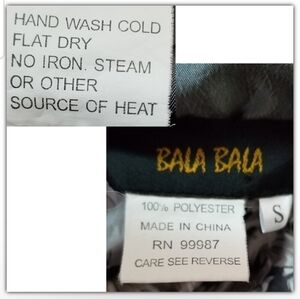 HAND WASH COLD
FLAT DRY
NO IRON. STEAM
OR OTHER
SOURCE OF HEAT
BALA BALA
100% POLYESTER
S
MADE IN CHINA
RN 99987
CARE SEE REVERSE